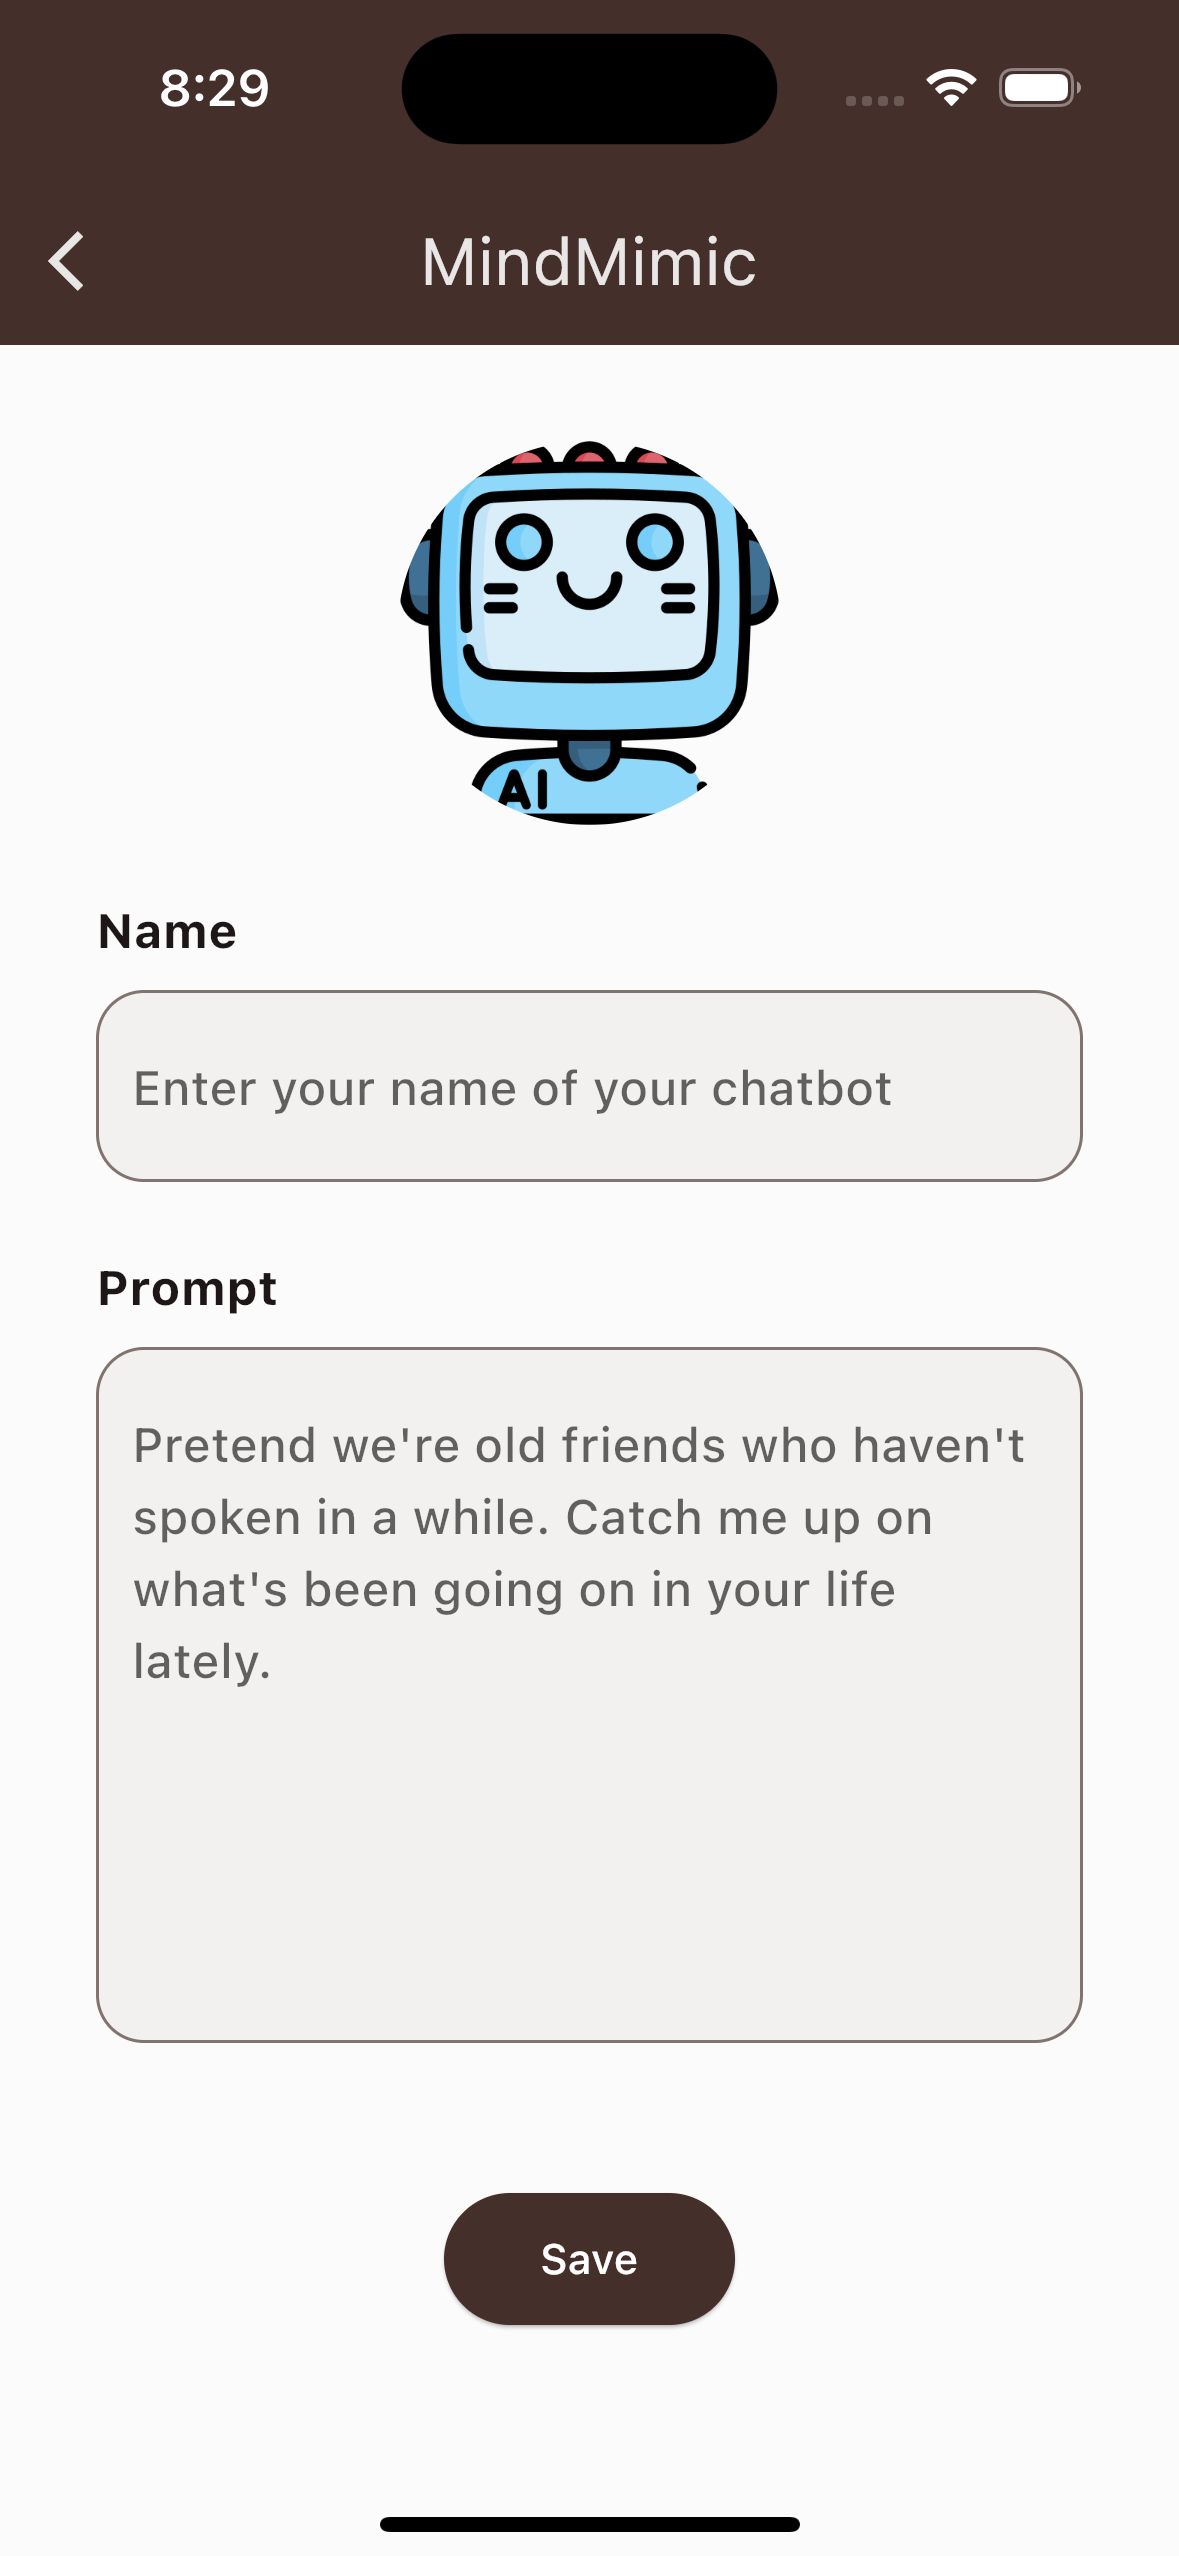 8:29
MindMimic
AI
Name
Enter your name of your chatbot
Prompt
Pretend we're old friends who haven't
spoken in a while. Catch me up on
what's been going on in your life
lately.
Save